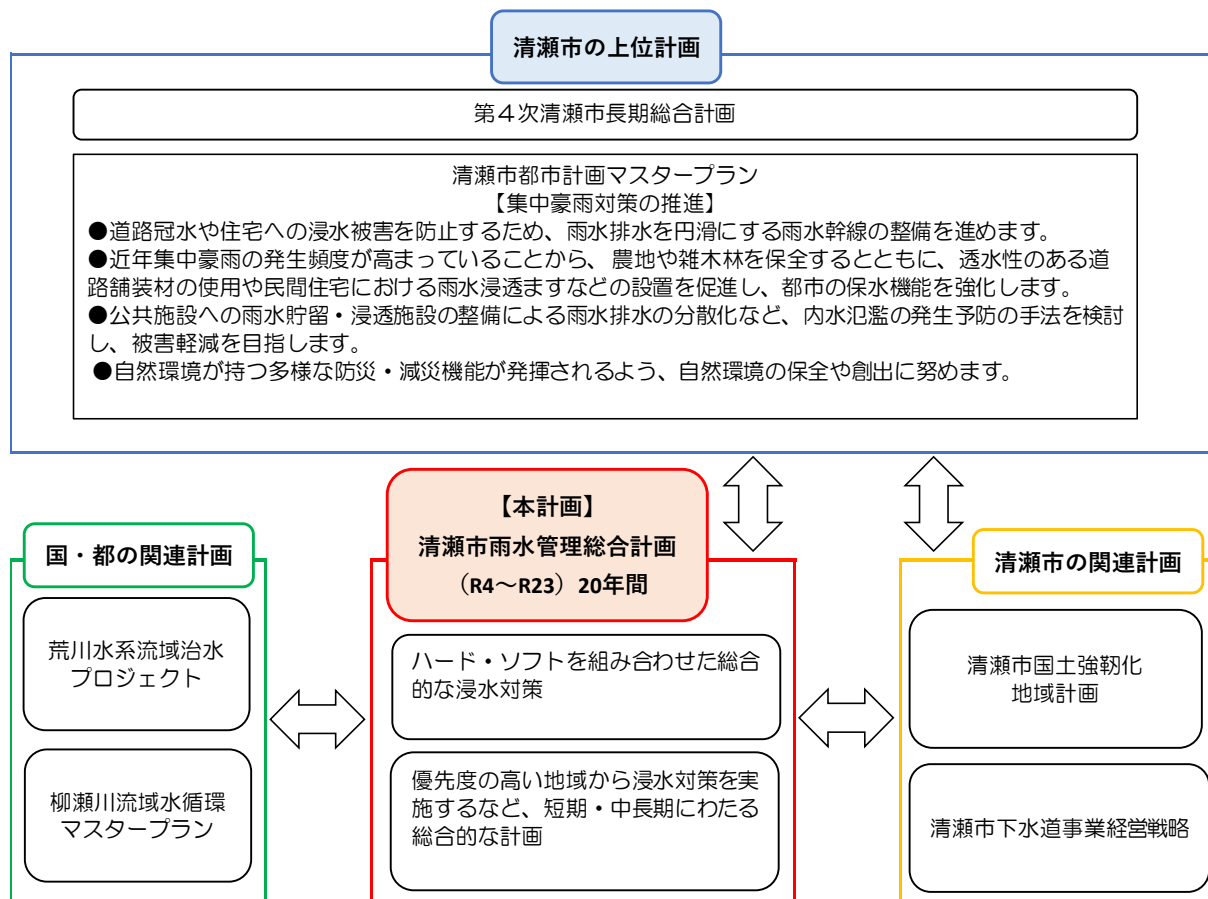 清瀬市の上位計画
第4次清瀬市長期総合計画
清瀬市都市計画マスタープラン
【集中豪雨対策の推進】
●道路冠水や住宅への浸水被害を防止するため、雨水排水を円滑にする雨水幹線の整備を進めます。
●近年集中豪雨の発生頻度が高まっていることから、農地や雑木林を保全するとともに、透水性のある道
路舗装材の使用や民間住宅における雨水浸透ますなどの設置を促進し、都市の保水機能を強化します。
●公共施設への雨水貯留・浸透施設の整備による雨水排水の分散化など、内水氾濫の発生予防の手法を検討
し、被害軽減を目指します。
●自然環境が持つ多様な防災・減災機能が発揮されるよう、自然環境の保全や創出に努めます。
国・都の関連計画
荒川水系流域治水
プロジェクト
柳瀬川流域水循環
マスタープラン
【本計画】
清瀬市雨水管理総合計画
（R4～R23）20年間
ハード・ソフトを組み合わせた総合
的な浸水対策
優先度の高い地域から浸水対策を実
施するなど、短期・中長期にわたる
総合的な計画
清瀬市の関連計画
清瀬市国土強靭化
地域計画
清瀬市下水道事業経営戦略